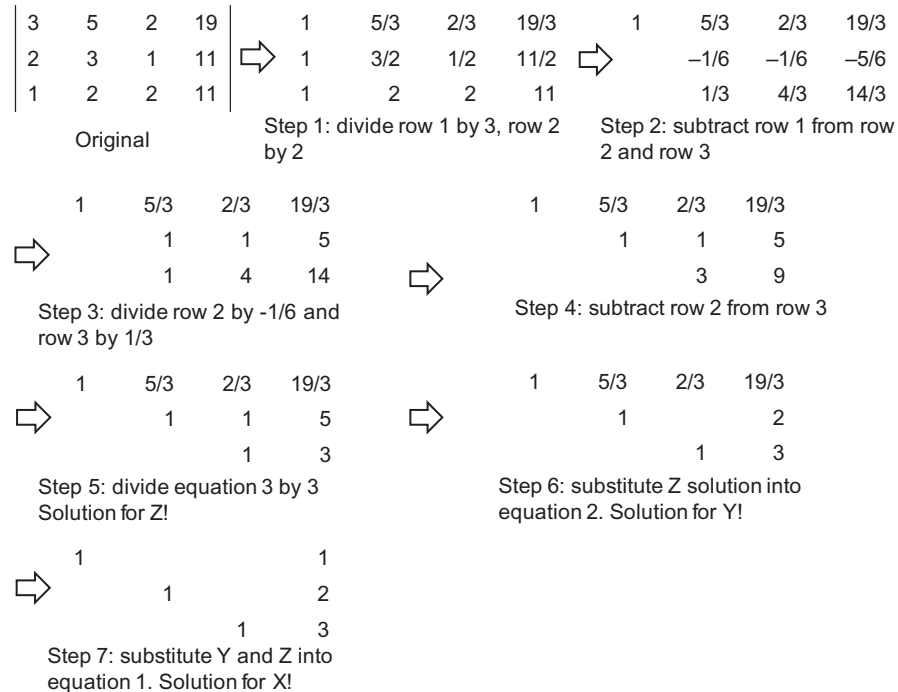 3 5 2 19
2 3 1 11
1 2 2 11
Original
1 5/3 2/3 19/3
1 3/2 1/2 11/2
1 2 2 11
Step 1: divide row 1 by 3, row 2
by 2
1 5/3 2/3 19/3
–1/6 –1/6 –5/6
1/3 4/3 14/3
Step 2: subtract row 1 from row
2 and row 3
1 5/3 2/3 19/3
1 1 5
1 4 14
Step 3: divide row 2 by -1/6 and
row 3 by 1/3
1 5/3 2/3 19/3
1 1 5
3 9
Step 4: subtract row 2 from row 3
1 5/3 2/3 19/3
1 1 5
1 3
Step 5: divide equation 3 by 3
Solution for Z!
1 5/3 2/3 19/3
1 2
1 3
Step 6: substitute Z solution into
equation 2. Solution for Y!
1 1
1 2
1 3
Step 7: substitute Y and Z into
equation 1. Solution for X!